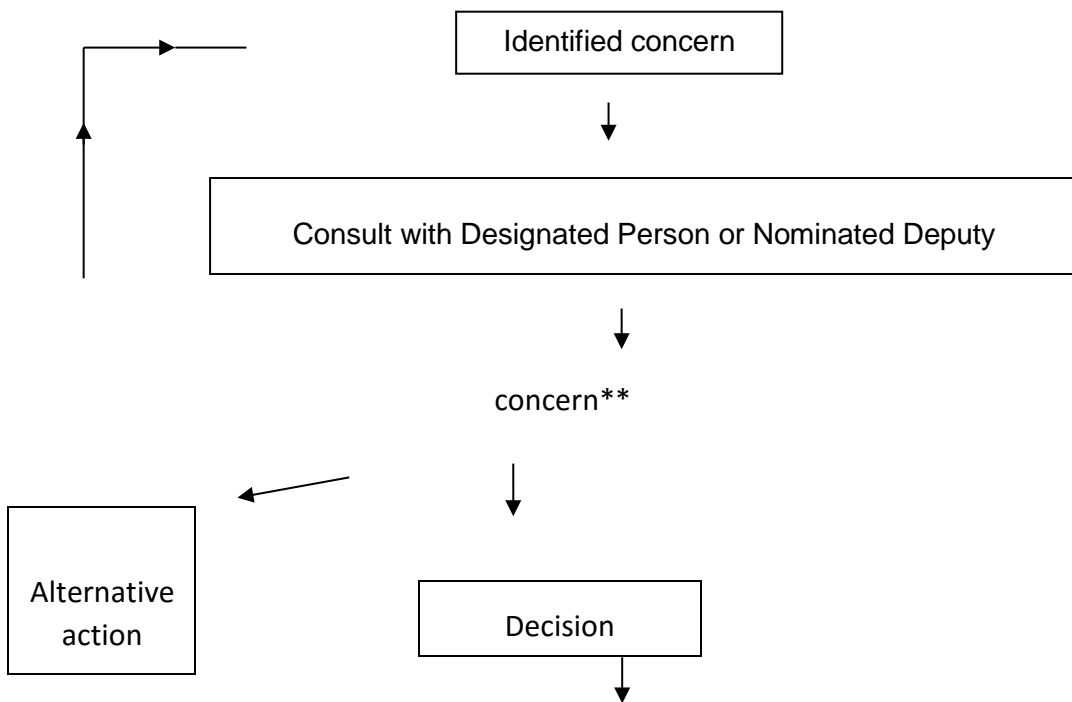 Identified concern
Consult with Designated Person or Nominated Deputy
concern**
Alternative
action
Decision